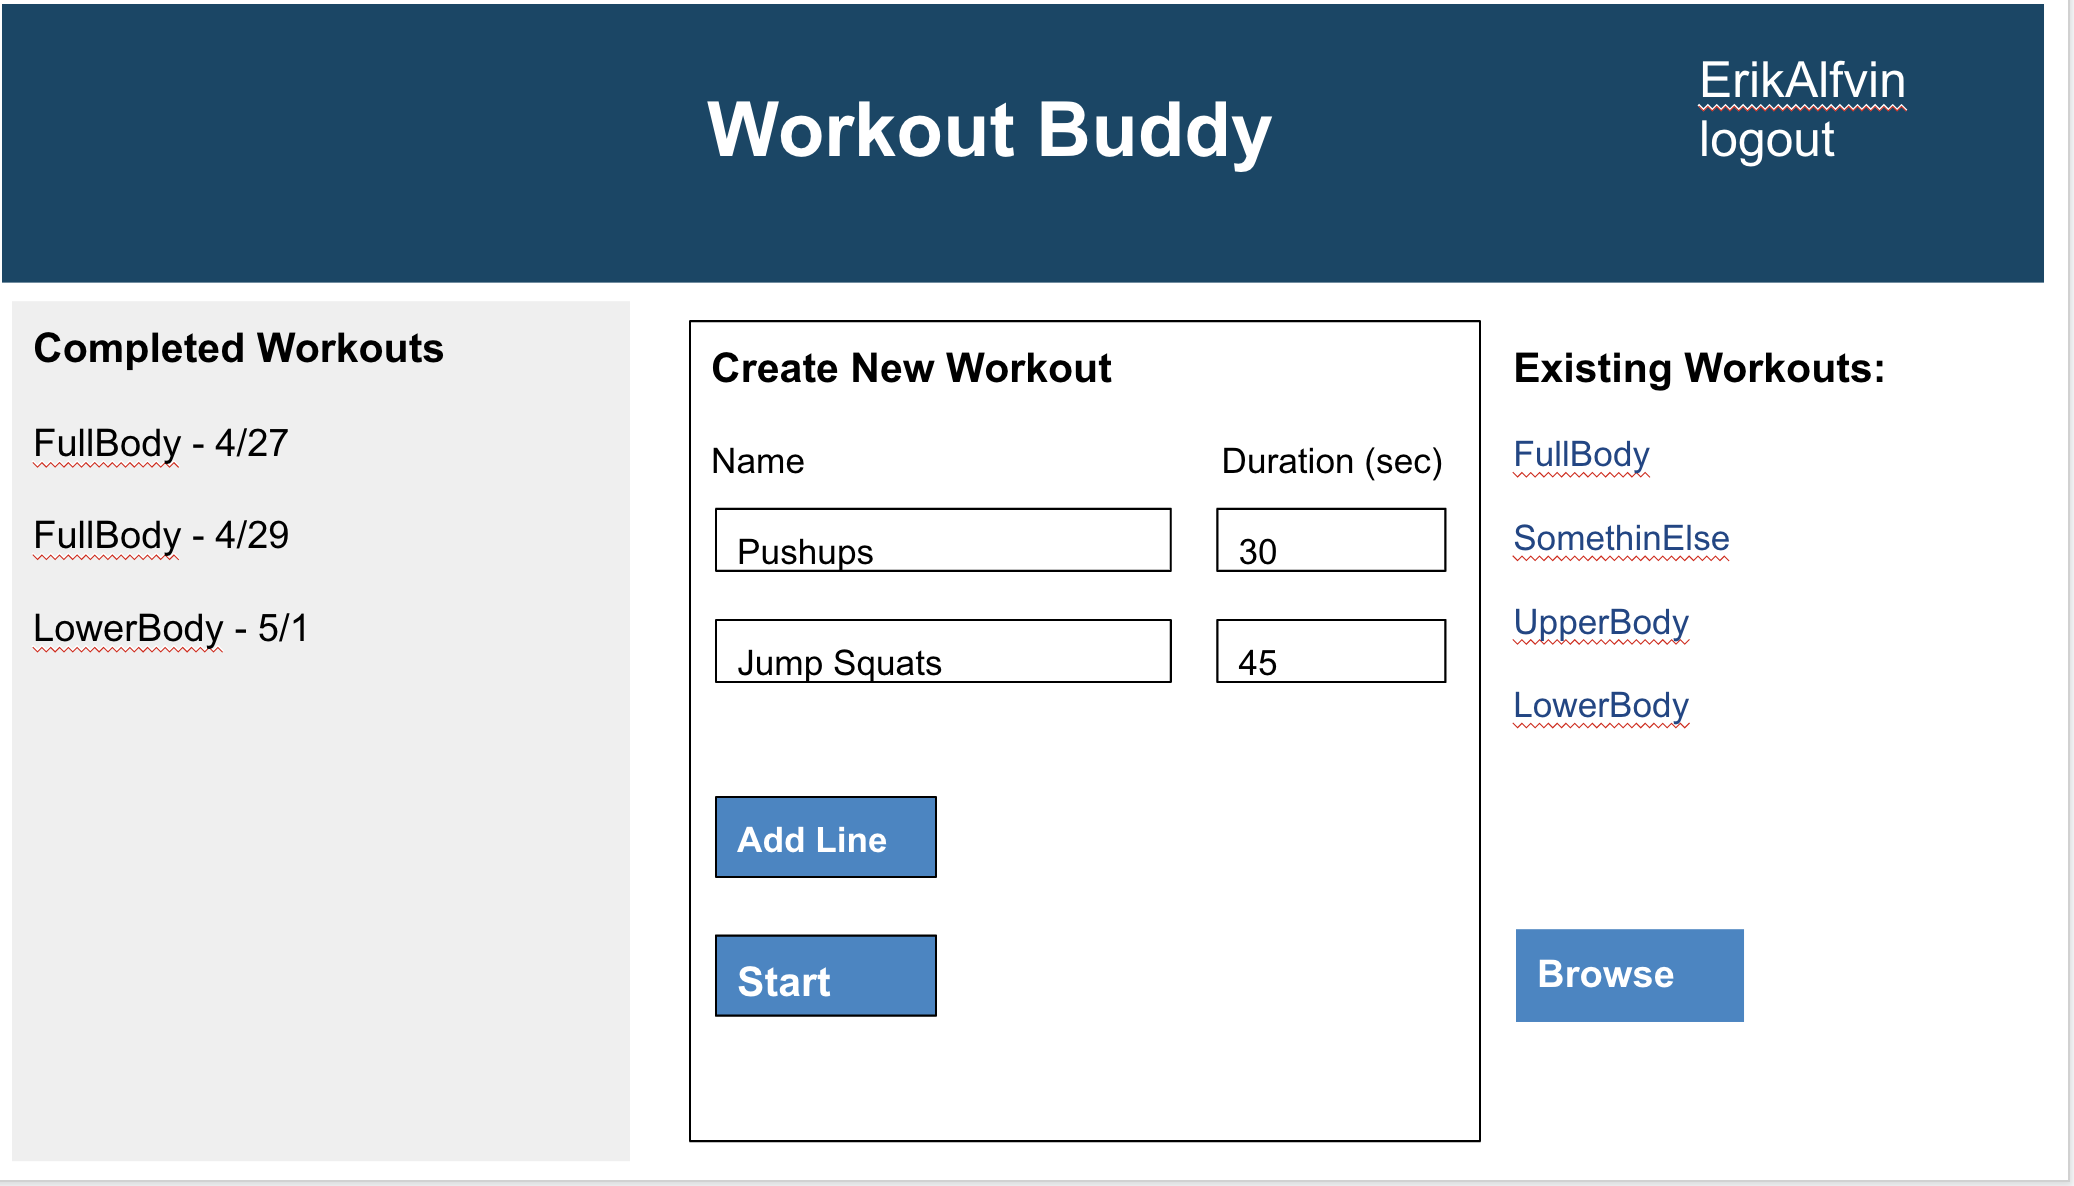 Workout Buddy
ErikAlfvin
logout
Completed Workouts
FullBody - 4/27
FullBody - 4/29
LowerBody - 5/1
Create New Workout
Name Duration (sec)
Pushups 30
Jump Squats 45
Add Line
Start
Existing Workouts:
FullBody
SomethinElse
UpperBody
LowerBody
Browse